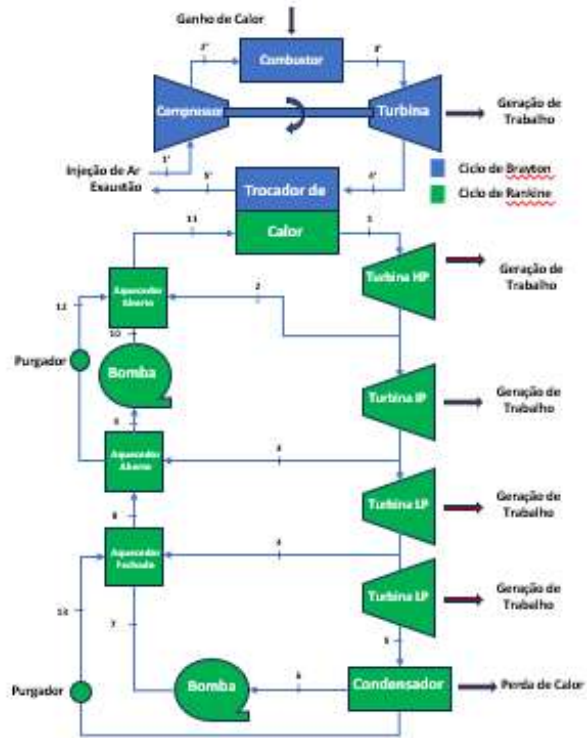 Ganho de Calor
2'
Combustor
3'
Compressor
Turbina
Geração de
Trabalho
1'
Injeção de Ar
Exaustão
5'
4'
Trocador de
Calor
Ciclo de Brayton
Ciclo de Rankine
11
1
Turbina HP
Geração de
Trabalho
Aquecedor
Aberto
12
2
10
Purgador
Bomba
Turbina IP
Geração de
Trabalho
9
Aquecedor
Aberto
3
Turbina LP
Geração de
Trabalho
8
Aquecedor
Fechado
4
Turbina LP
Geração de
Trabalho
13
7
5
Purgador
Bomba
6
Condensador
Perda de Calor